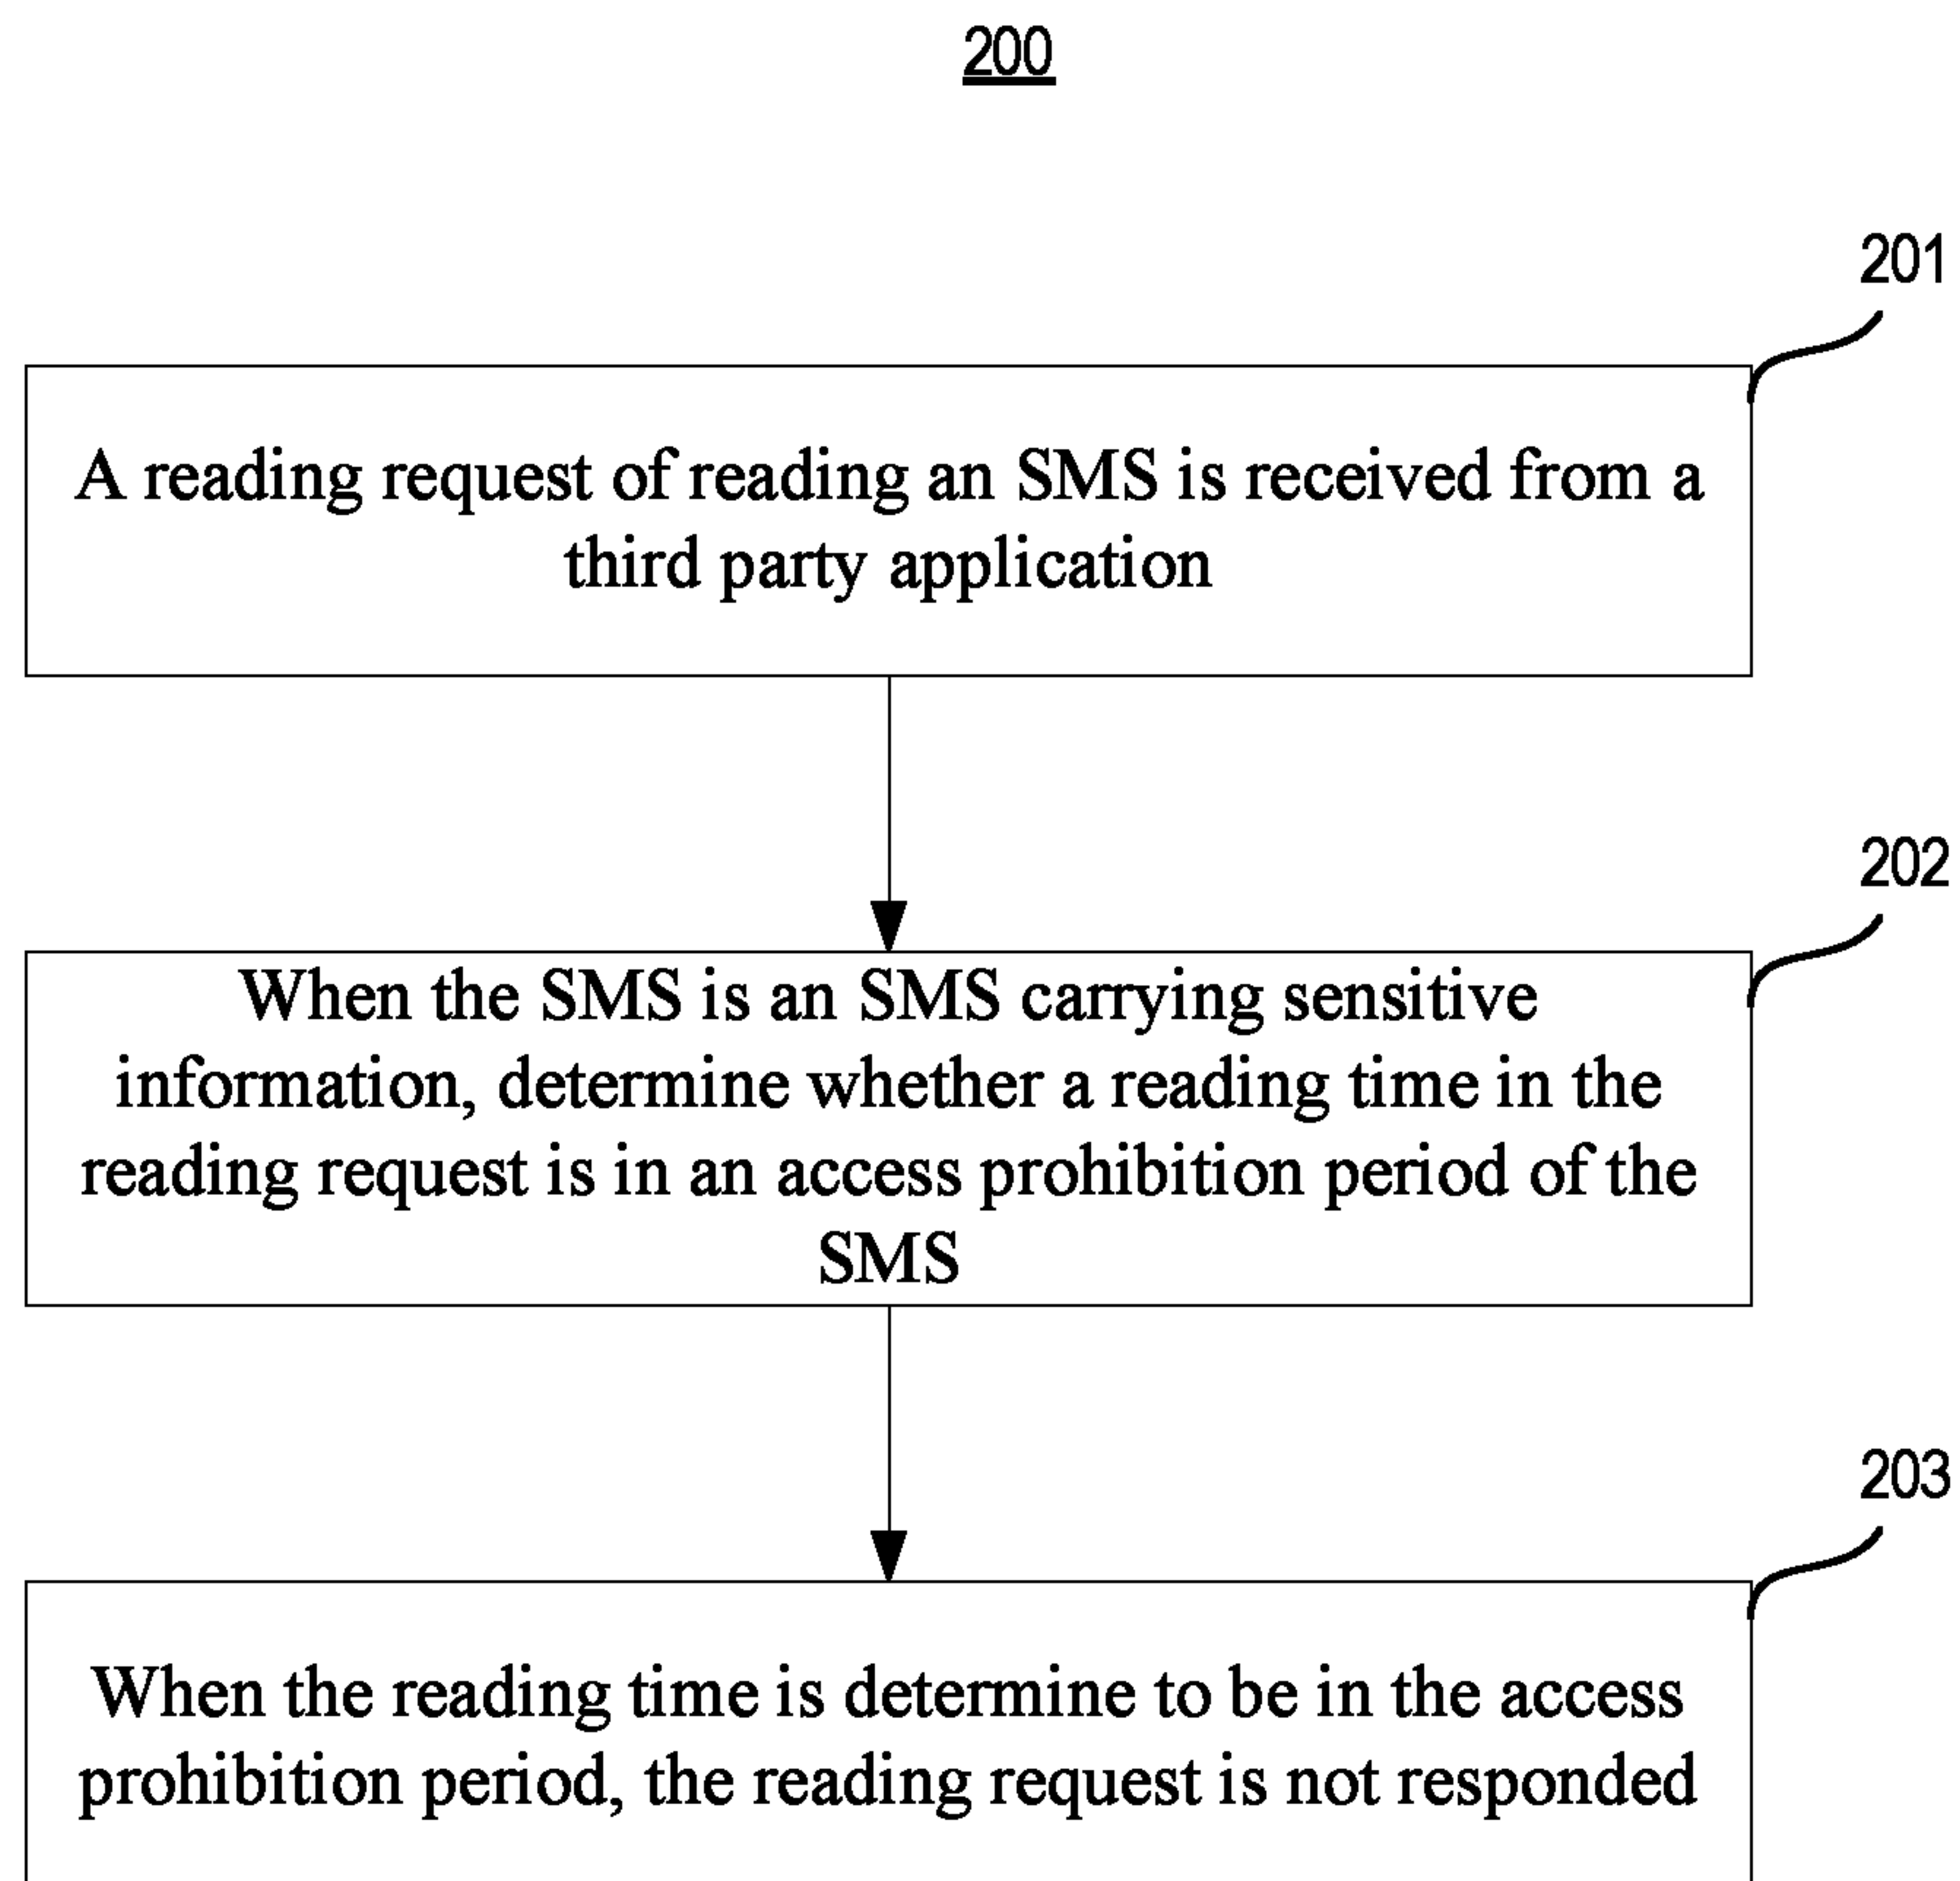 200
201
A reading request of reading an SMS is received from a
third party application
202
When the SMS is an SMS carrying sensitive
information, determine whether a reading time in the
reading request is in an access prohibition period of the
SMS
203
When the reading time is determine to be in the access
prohibition period, the reading request is not responded